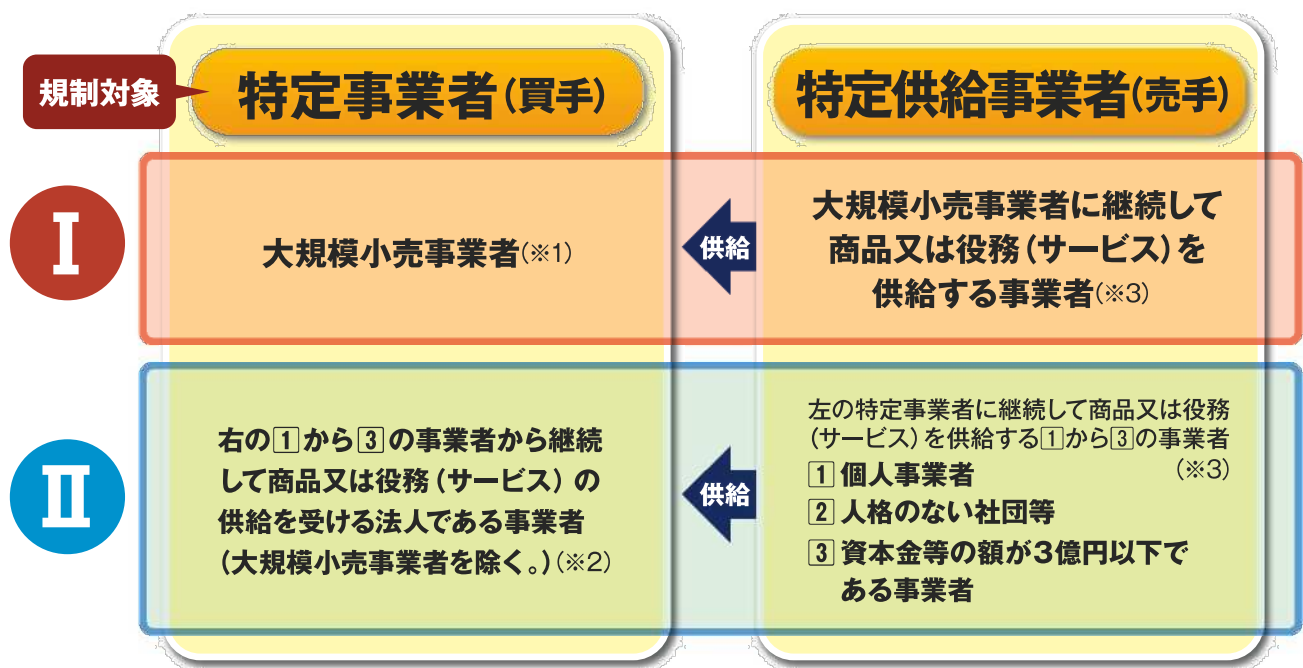 規制対象
特定事業者(買手)
特定供給事業者(売手)
I
大規模小売事業者(※1)
供給
大規模小売事業者に継続して
商品又は役務(サービス)を
供給する事業者(※3)
II
右の1から3の事業者から継続
して商品又は役務(サービス)の
供給を受ける法人である事業者
(大規模小売事業者を除く。)(※2)
供給
左の特定事業者に継続して商品又は役務
(サービス)を供給する1から3の事業者
(※3)
1 個人事業者
2 人格のない社団等
3 資本金等の額が3億円以下で
ある事業者